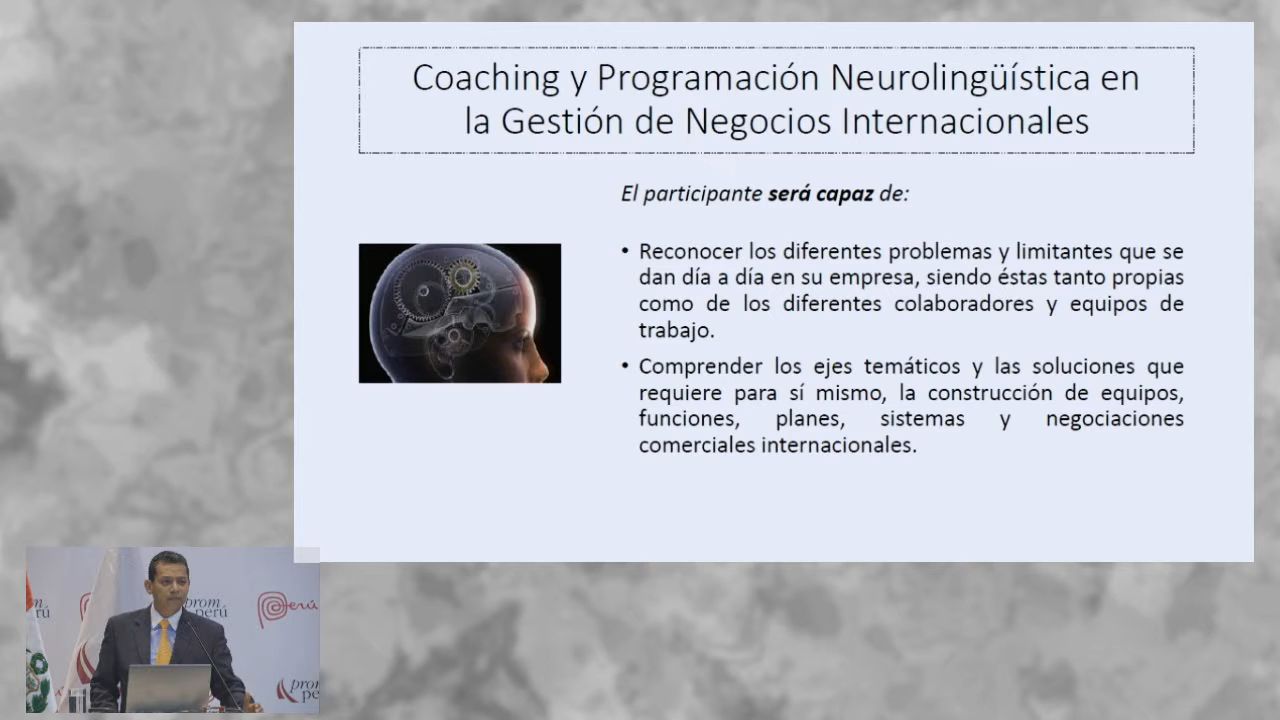 Coaching y Programación Neurolingüística en
la Gestión de Negocios Internacionales
El participante será capaz de:
• Reconocer los diferentes problemas y limitantes que se
dan día a día en su empresa, siendo éstas tanto propias
como de los diferentes colaboradores y equipos de
trabajo.
• Comprender los ejes temáticos y las soluciones que
requiere para sí mismo, la construcción de equipos,
funciones, planes, sistemas y negociaciones
comerciales internacionales.
prom
perú
Perú